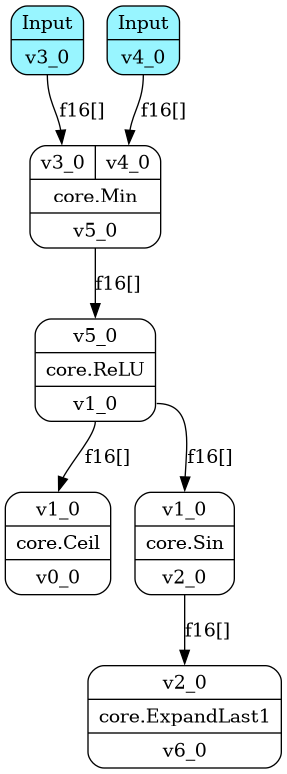 Input
v3_0
Input
v4_0
f16[]
f16[]
v3_0
v4_0
core.Min
v5_0
f16[]
v5_0
core.ReLU
v1_0
f16[]
f16[]
v1_0
core.Ceil
v0_0
v1_0
core.Sin
v2_0
f16[]
v2_0
core.ExpandLast1
v6_0